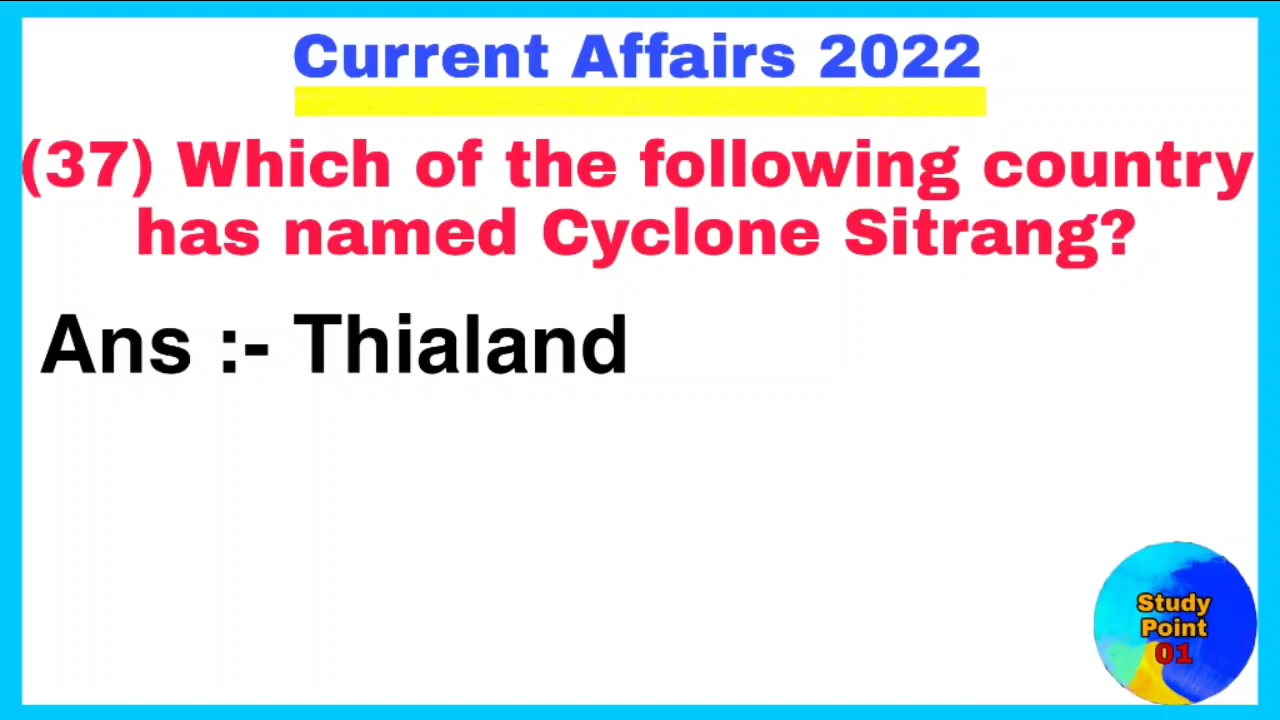 Current Affairs 2022
(37) Which of the following country
has named Cyclone Sitrang?
Ans :- Thialand
Study
Point
01